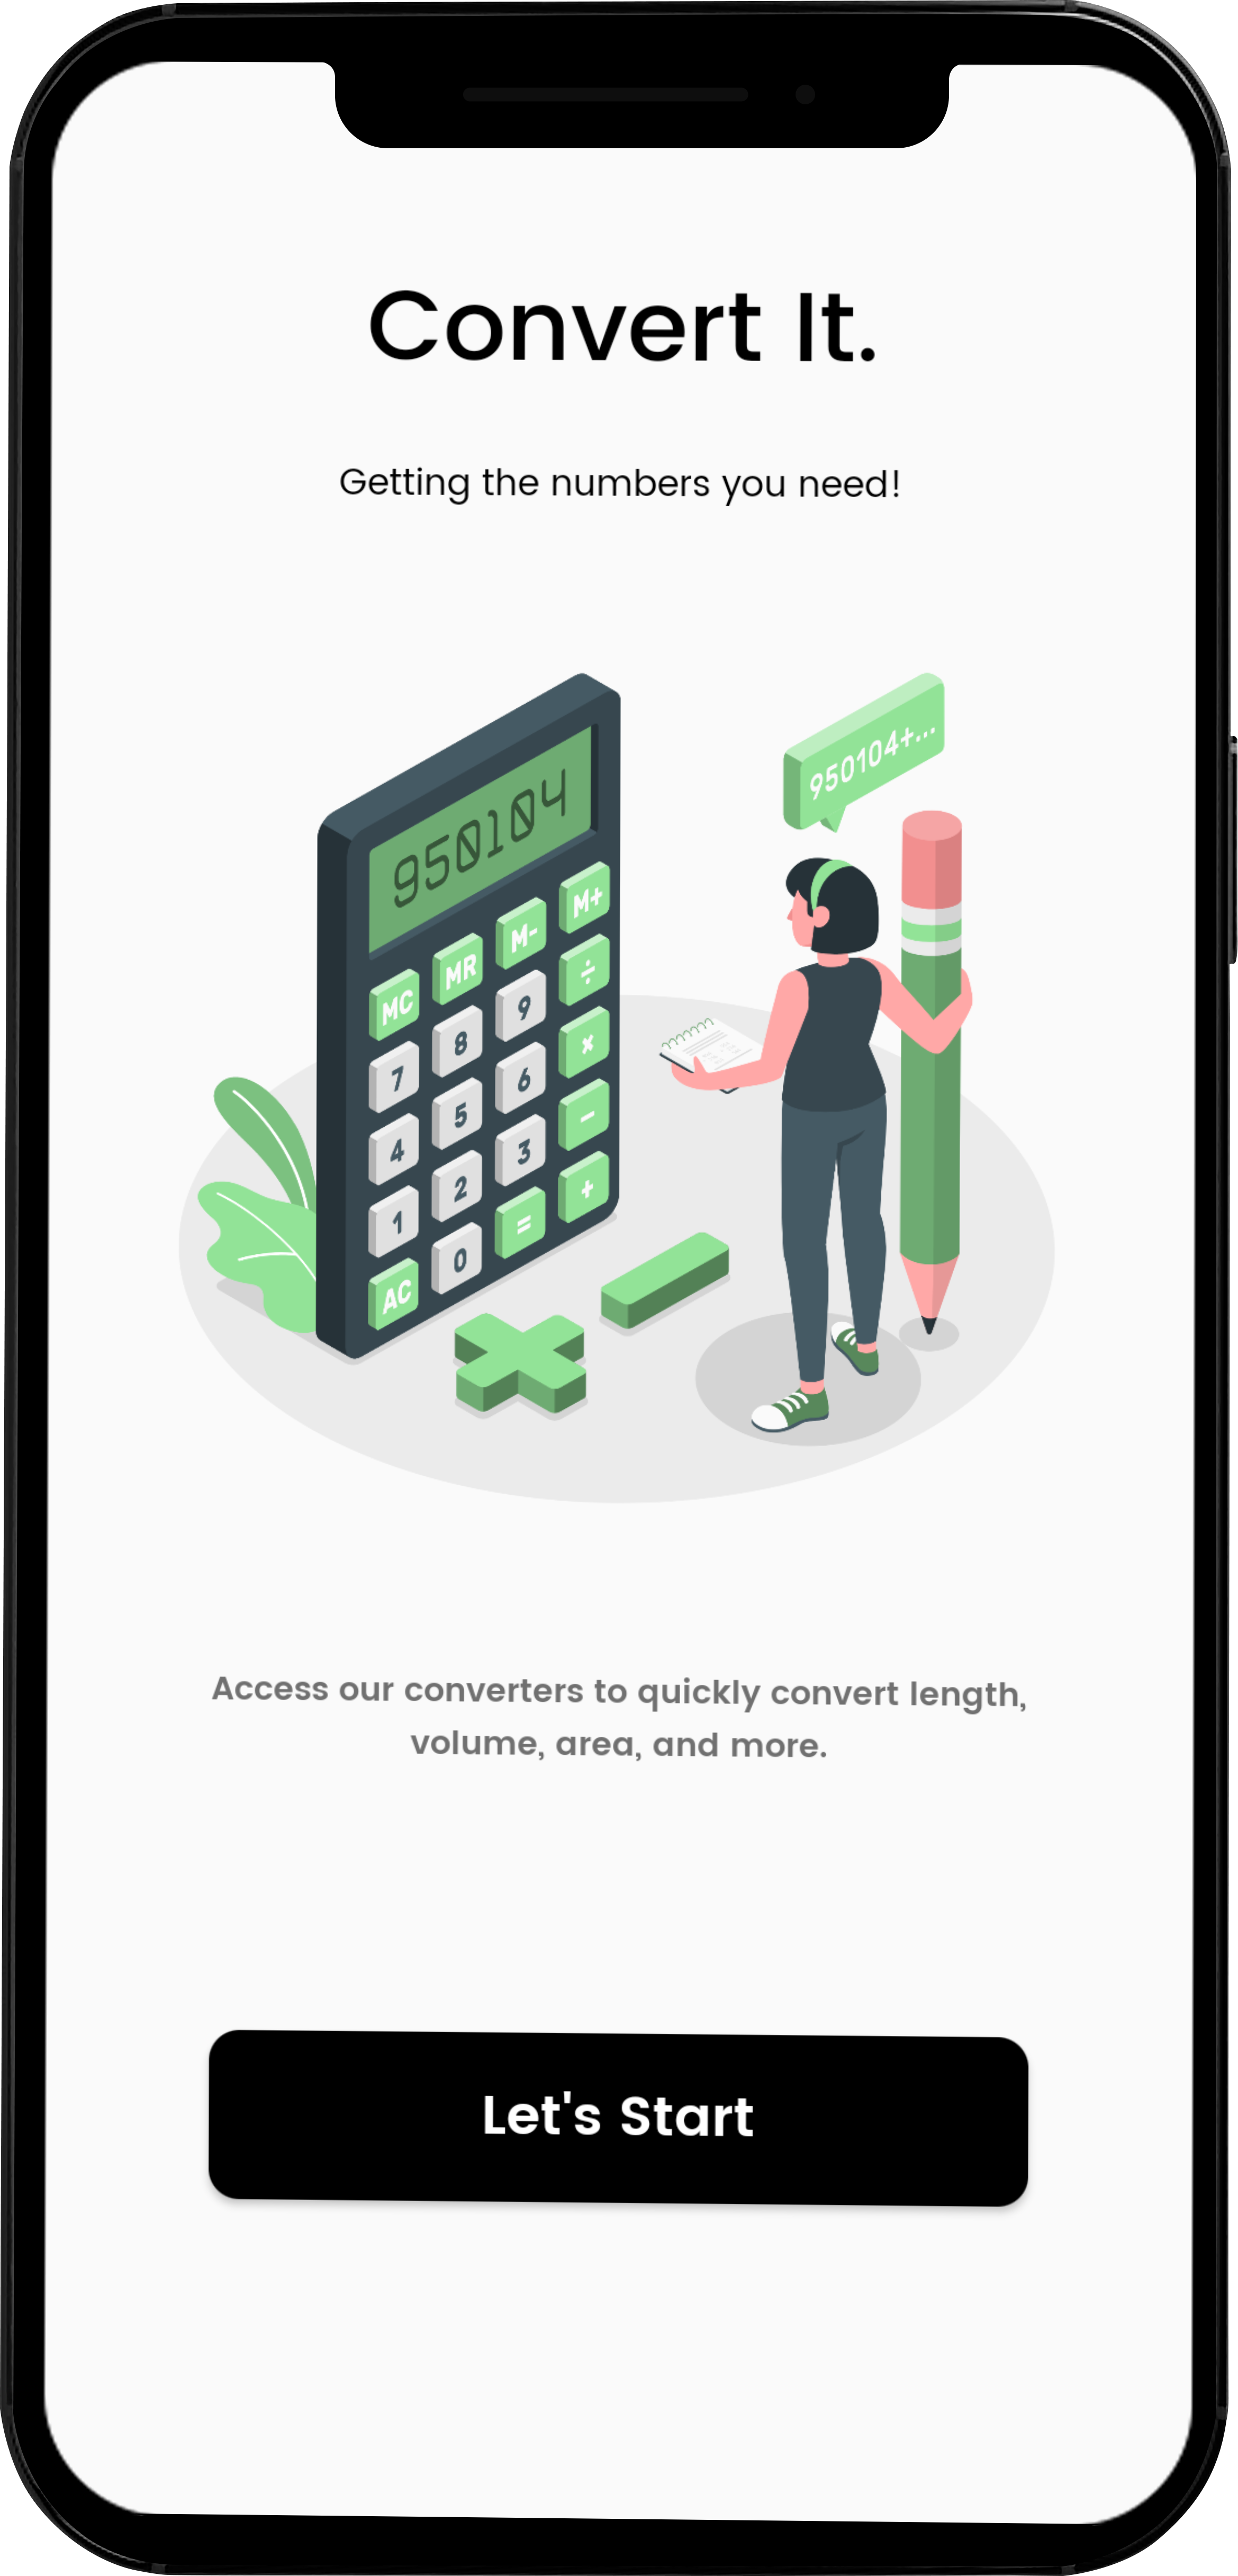 Convert It.
Getting the numbers you need!
950104
950104+...
MC MR M- M+
7 8 9 ÷
4 5 6 ×
1 2 3 -
AC 0 = +
Access our converters to quickly convert length,
volume, area, and more.
Let's Start